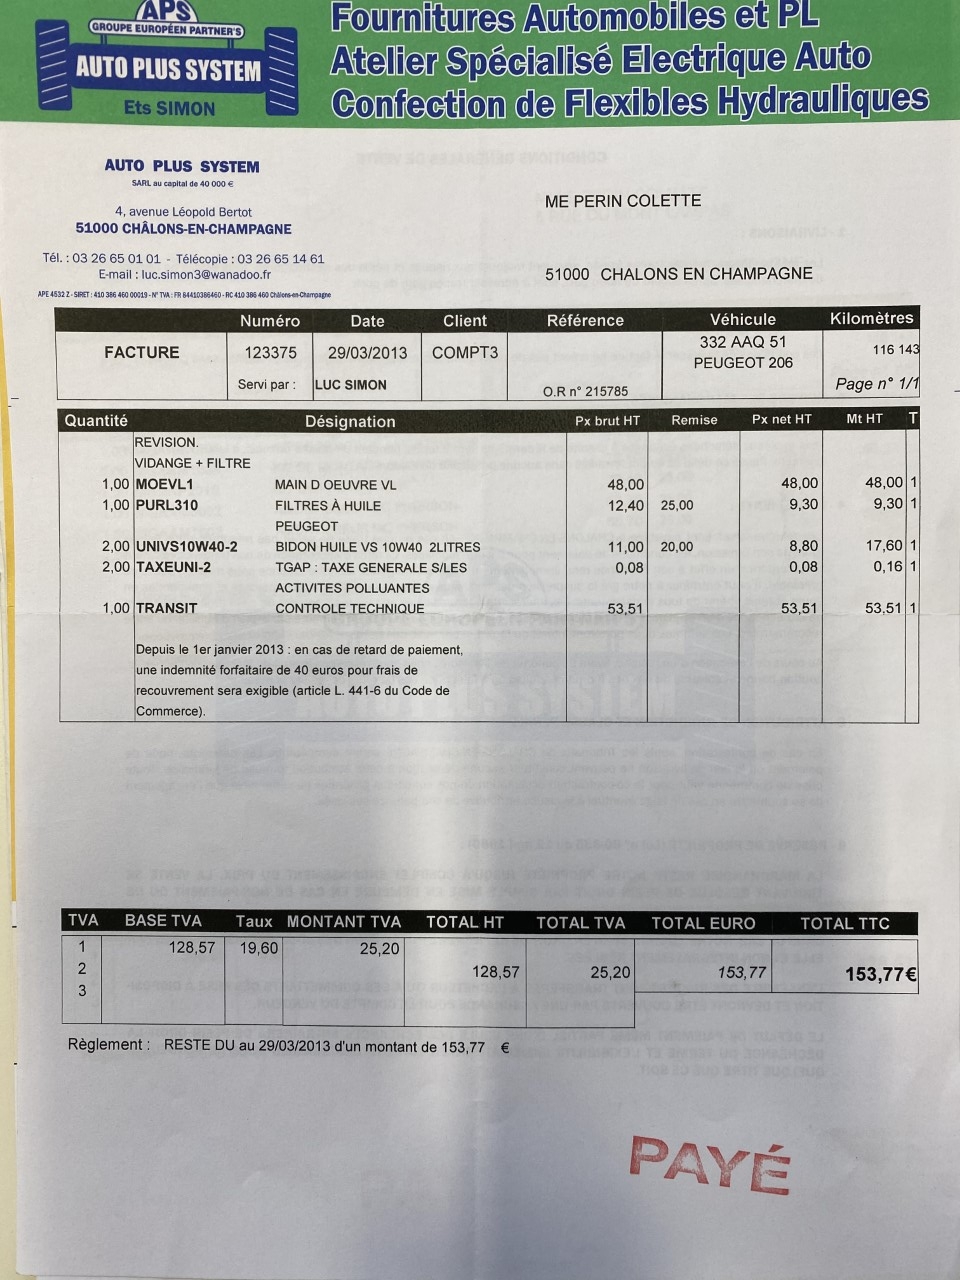 APS
GROUPE EUROPÉEN PARTNER'S
AUTO PLUS SYSTEM
Ets SIMON
Fournitures Automobiles et PL
Atelier Spécialisé Electrique Auto
Confection de Flexibles Hydrauliques
AUTO PLUS SYSTEM
SARL au capital de 40 000 €
4, avenue Léopold Bertot
51000 CHÂLONS-EN-CHAMPAGNE
Tél. : 03 26 65 01 01 - Télécopie : 03 26 65 14 61
E-mail : luc.simon3@wanadoo.fr
APE 4532 Z - SIRET : 410 386 460 00019 - N° TVA : FR 64410386460 - RC 410 386 460 Châlons-en-Champagne
ME PERIN COLETTE
51000 CHALONS EN CHAMPAGNE
Numéro Date Client Référence Véhicule Kilomètres
FACTURE 123375 29/03/2013 COMPT3 332 AAQ 51 116 143
PEUGEOT 206
Servi par : LUC SIMON O.R n° 215785 Page n° 1/1
Quantité Désignation Px brut HT Remise Px net HT Mt HT T
REVISION.
VIDANGE + FILTRE
1,00 MOEVL1 MAIN D OEUVRE VL 48,00 48,00 48,00 1
1,00 PURL310 FILTRES À HUILE 12,40 25,00 9,30 9,30 1
PEUGEOT
2,00 UNIVS10W40-2 BIDON HUILE VS 10W40 2LITRES 11,00 20,00 8,80 17,60 1
2,00 TAXEUNI-2 TGAP : TAXE GENERALE S/LES 0,08 0,08 0,16 1
ACTIVITES POLLUANTES
1,00 TRANSIT CONTROLE TECHNIQUE 53,51 53,51 53,51 1
Depuis le 1er janvier 2013 : en cas de retard de paiement,
une indemnité forfaitaire de 40 euros pour frais de
recouvrement sera exigible (article L. 441-6 du Code de
Commerce).
TVA BASE TVA Taux MONTANT TVA TOTAL HT TOTAL TVA TOTAL EURO TOTAL TTC
1 128,57 19,60 25,20
2 128,57 25,20 153,77 153,77€
3
Règlement : RESTE DU au 29/03/2013 d'un montant de 153,77 €
PAYÉ